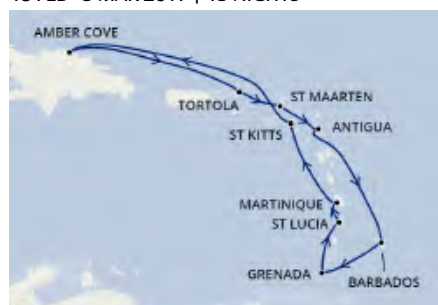 AMBER COVE
TORTOLA
ST MAARTEN
ST KITTS
ANTIGUA
MARTINIQUE
ST LUCIA
GRENADA
BARBADOS